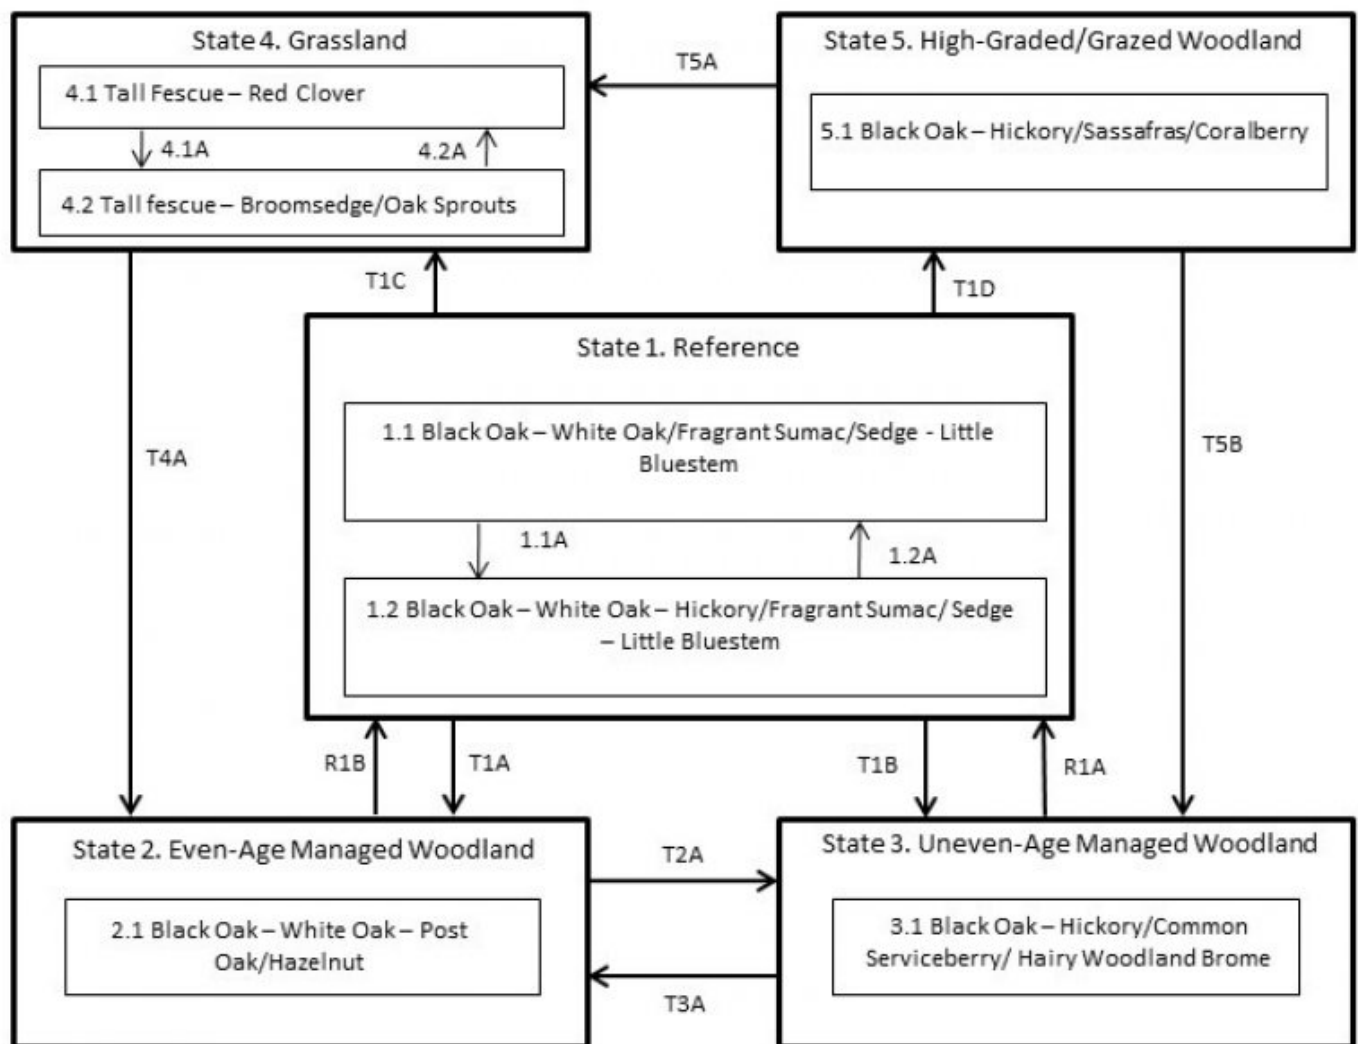 State 4. Grassland
4.1 Tall Fescue – Red Clover
4.1A
4.2A
4.2 Tall fescue – Broomsedge/Oak Sprouts
T5A
State 5. High-Graded/Grazed Woodland
5.1 Black Oak – Hickory/Sassafras/Coralberry
T1C
T1D
State 1. Reference
1.1 Black Oak – White Oak/Fragrant Sumac/Sedge - Little
Bluestem
1.1A
1.2A
1.2 Black Oak – White Oak – Hickory/Fragrant Sumac/ Sedge
– Little Bluestem
T4A
T5B
R1B
T1A
T1B
R1A
State 2. Even-Age Managed Woodland
2.1 Black Oak – White Oak – Post
Oak/Hazelnut
T2A
T3A
State 3. Uneven-Age Managed Woodland
3.1 Black Oak – Hickory/Common
Serviceberry/ Hairy Woodland Brome